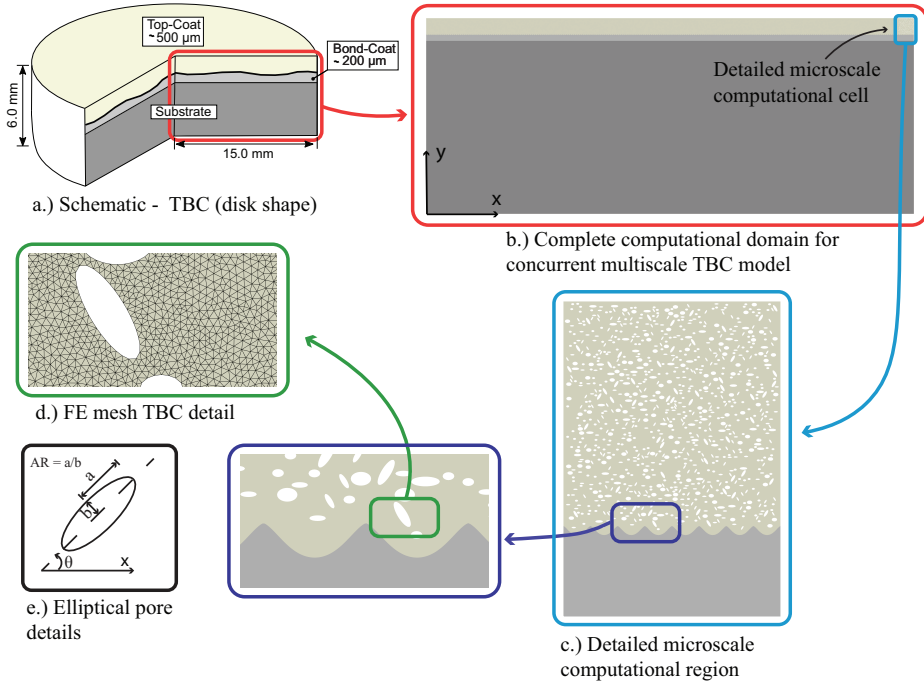 Top-Coat
~500 µm
Bond-Coat
~ 200 µm
6.0 mm
Substrate
15.0 mm
a.) Schematic - TBC (disk shape)
Detailed microscale
computational cell
y
x
b.) Complete computational domain for
concurrent multiscale TBC model
d.) FE mesh TBC detail
AR = a/b
a
b
θ
x
e.) Elliptical pore
details
c.) Detailed microscale
computational region